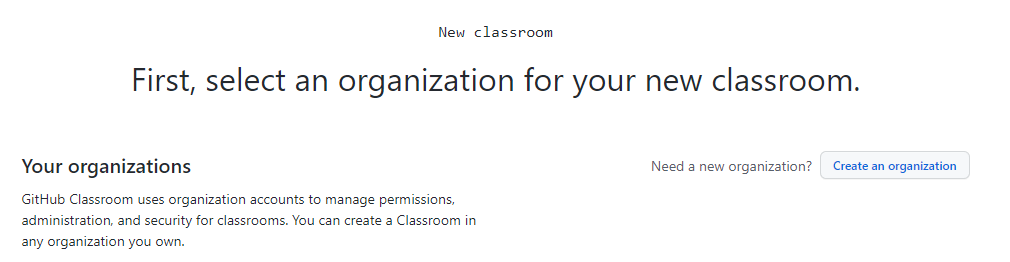 New classroom
First, select an organization for your new classroom.
Your organizations
Need a new organization? Create an organization
GitHub Classroom uses organization accounts to manage permissions,
administration, and security for classrooms. You can create a Classroom in
any organization you own.